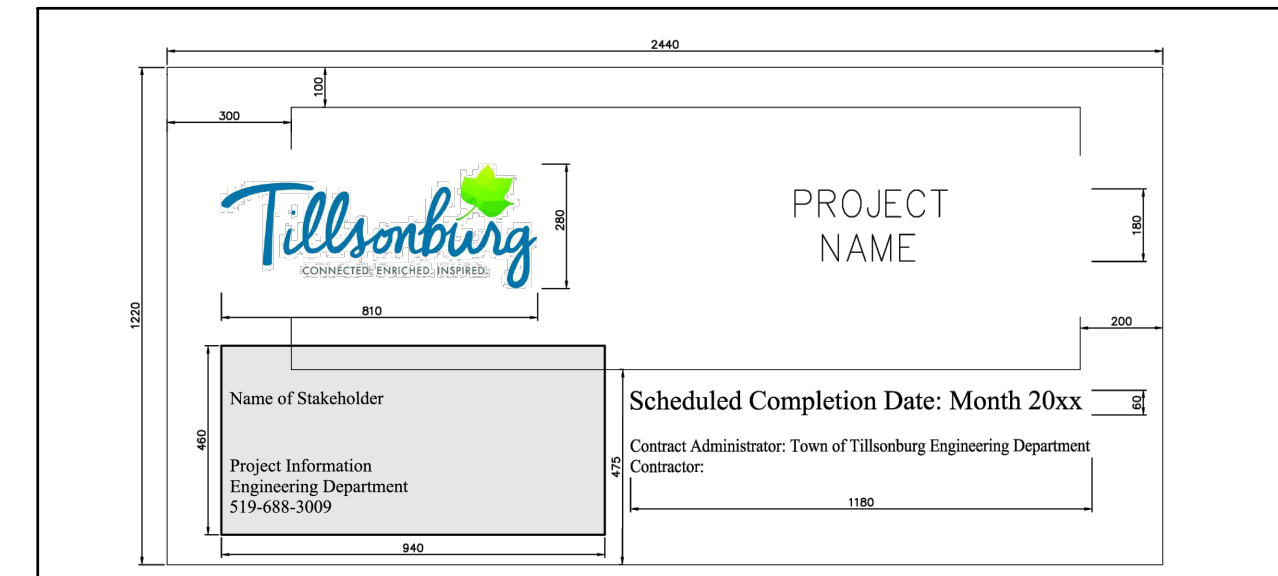 2440
100
300
Tillsonburg
CONNECTED. ENRICHED. INSPIRED.
280
PROJECT
NAME
180
810
1220
200
Name of Stakeholder
Project Information
Engineering Department
519-688-3009
460
940
475
Scheduled Completion Date: Month 20xx
60
Contract Administrator: Town of Tillsonburg Engineering Department
Contractor:
1180